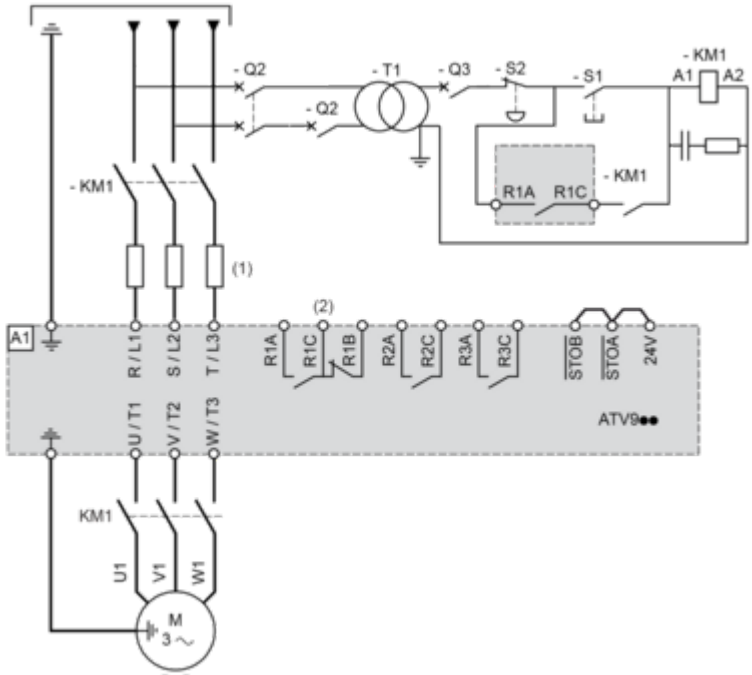 - Q2
- T1
- Q3
- S2
- S1
- KM1
A1
A2
- Q2
- KM1
R1A
R1C
- KM1
(1)
(2)
A1
R / L1
S / L2
T / L3
R1A
R1C
R1B
R2A
R2C
R3A
R3C
STOB
STOA
24V
U / T1
V / T2
W / T3
ATV9●●
KM1
U1
V1
W1
M
3 ~